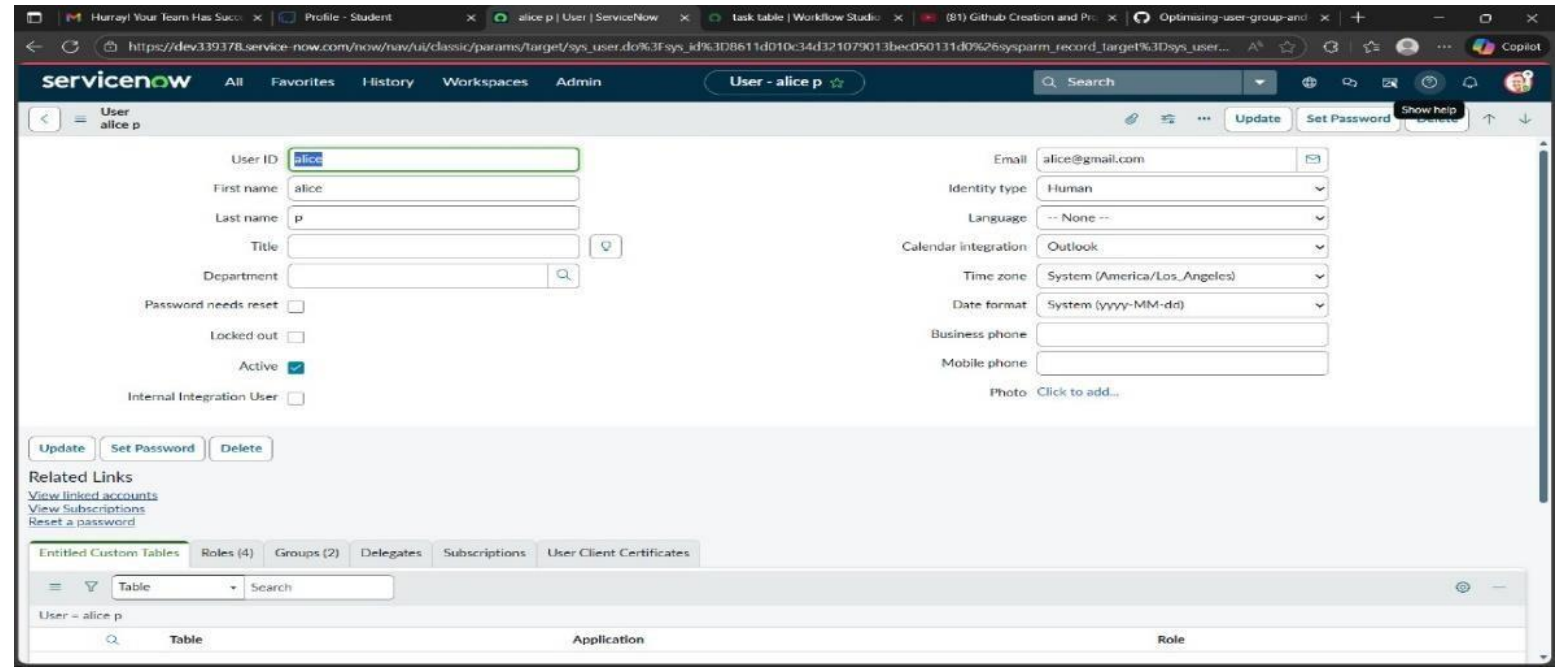 Hurray! Your Team Has Succ
Profile - Student
alice p | User | ServiceNow
task table | Workflow Studio
(81) Github Creation and Pro
Optimising-user-group-and
https://dev339378.service-now.com/now/nav/ui/classic/params/target/sys_user.do%3Fsys_id%3D8611d010c34d321079013bec050131d0%26sysparm_record_target%3Dsys_user...
Copilot
servicenow All Favorites History Workspaces Admin User - alice p Search
Show help
User
alice p
Update Set Password Delete
User ID alice
First name alice
Last name p
Title
Department
Password needs reset
Locked out
Active
Internal Integration User
Email alice@gmail.com
Identity type Human
Language -- None --
Calendar integration Outlook
Time zone System (America/Los_Angeles)
Date format System (yyyy-MM-dd)
Business phone
Mobile phone
Photo Click to add...
Update Set Password Delete
Related Links
View linked accounts
View Subscriptions
Reset a password
Entitled Custom Tables Roles (4) Groups (2) Delegates Subscriptions User Client Certificates
Table Search
User = alice p
Table Application Role